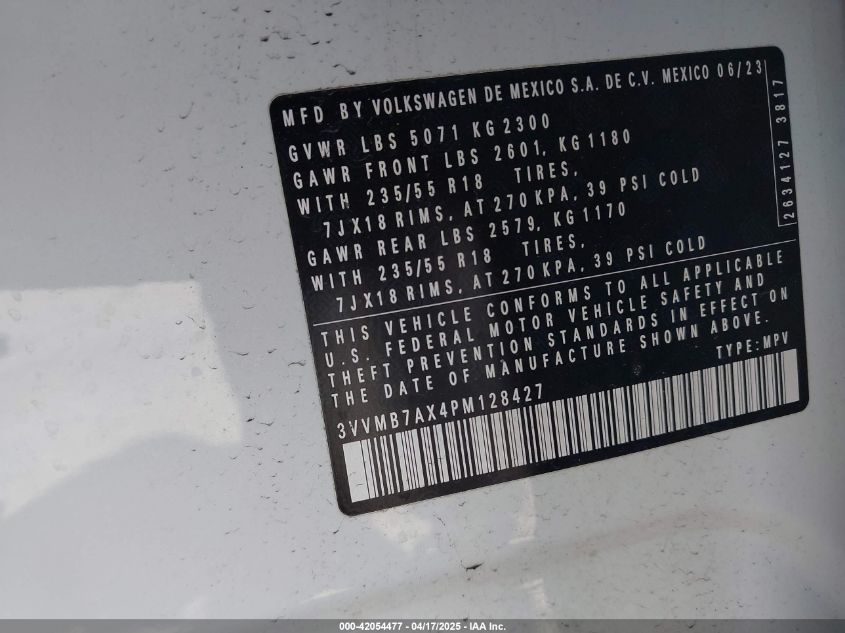 MFD BY VOLKSWAGEN DE MEXICO S.A. DE C.V. MEXICO 06/23
GVWR LBS 5071 KG 2300
GAWR FRONT LBS 2601, KG 1180
WITH 235/55 R18 TIRES,
7JX18 RIMS, AT 270 KPA, 39 PSI COLD
GAWR REAR LBS 2579, KG 1170
WITH 235/55 R18 TIRES,
7JX18 RIMS, AT 270 KPA, 39 PSI COLD
2634127 3817
THIS VEHICLE CONFORMS TO ALL APPLICABLE
U.S. FEDERAL MOTOR VEHICLE SAFETY AND
THEFT PREVENTION STANDARDS IN EFFECT ON
THE DATE OF MANUFACTURE SHOWN ABOVE.
3VVMB7AX4PM128427 TYPE:MPV
000-42054477 - 04/17/2025 - IAA Inc.